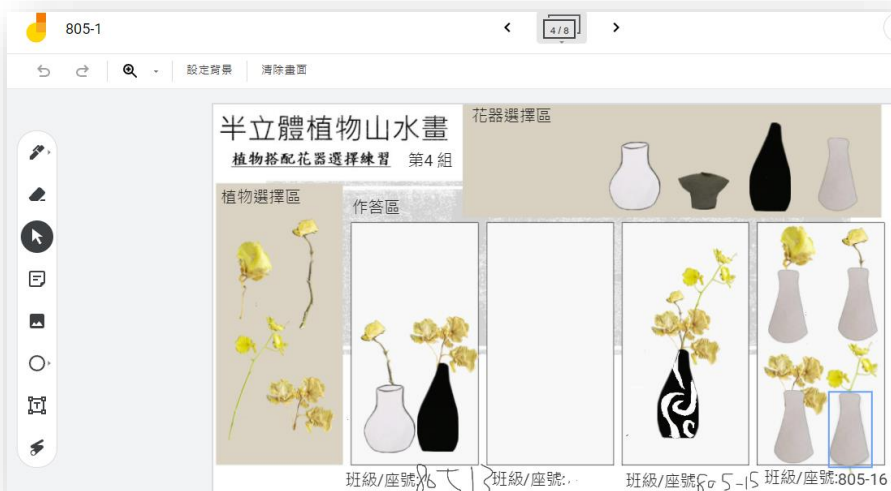 805-1
4/8
設定背景
清除畫面
半立體植物山水畫
植物搭配花器選擇練習 第4組
花器選擇區
植物選擇區
作答區
班級/座號:
班級/座號:
班級/座號805-15
班級/座號:805-16